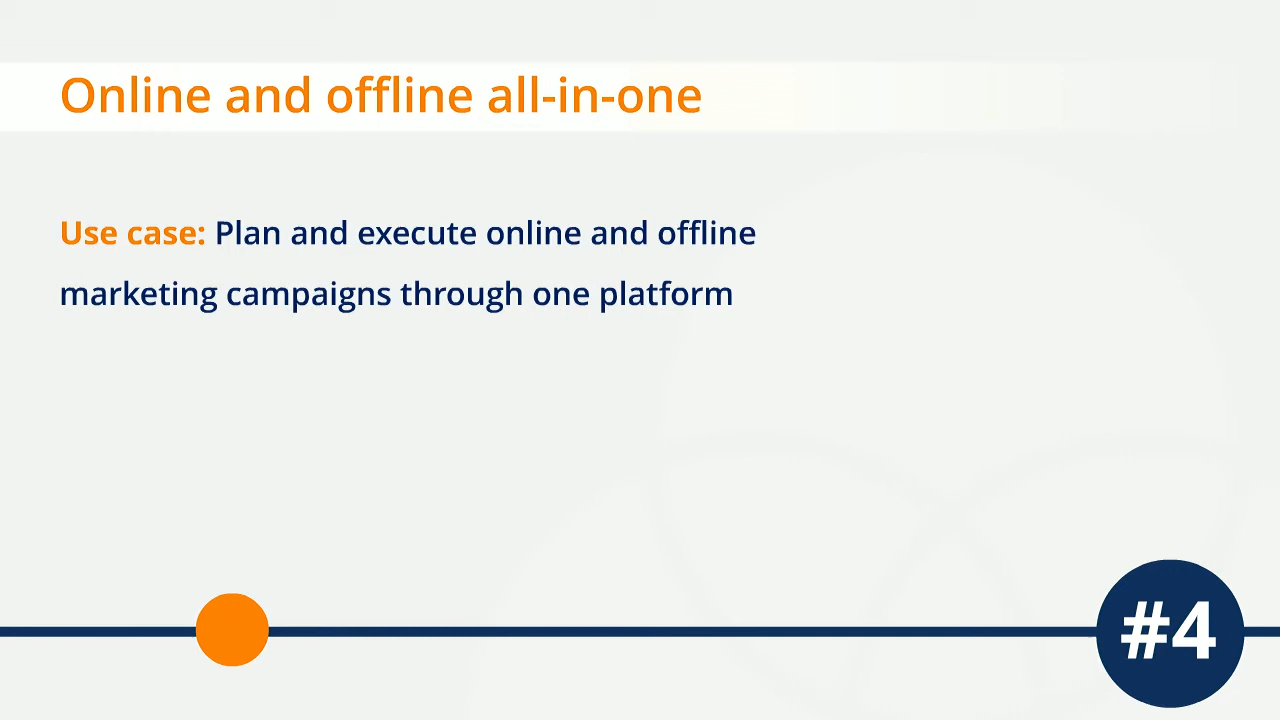 Online and offline all-in-one
Use case: Plan and execute online and offline
marketing campaigns through one platform
#4